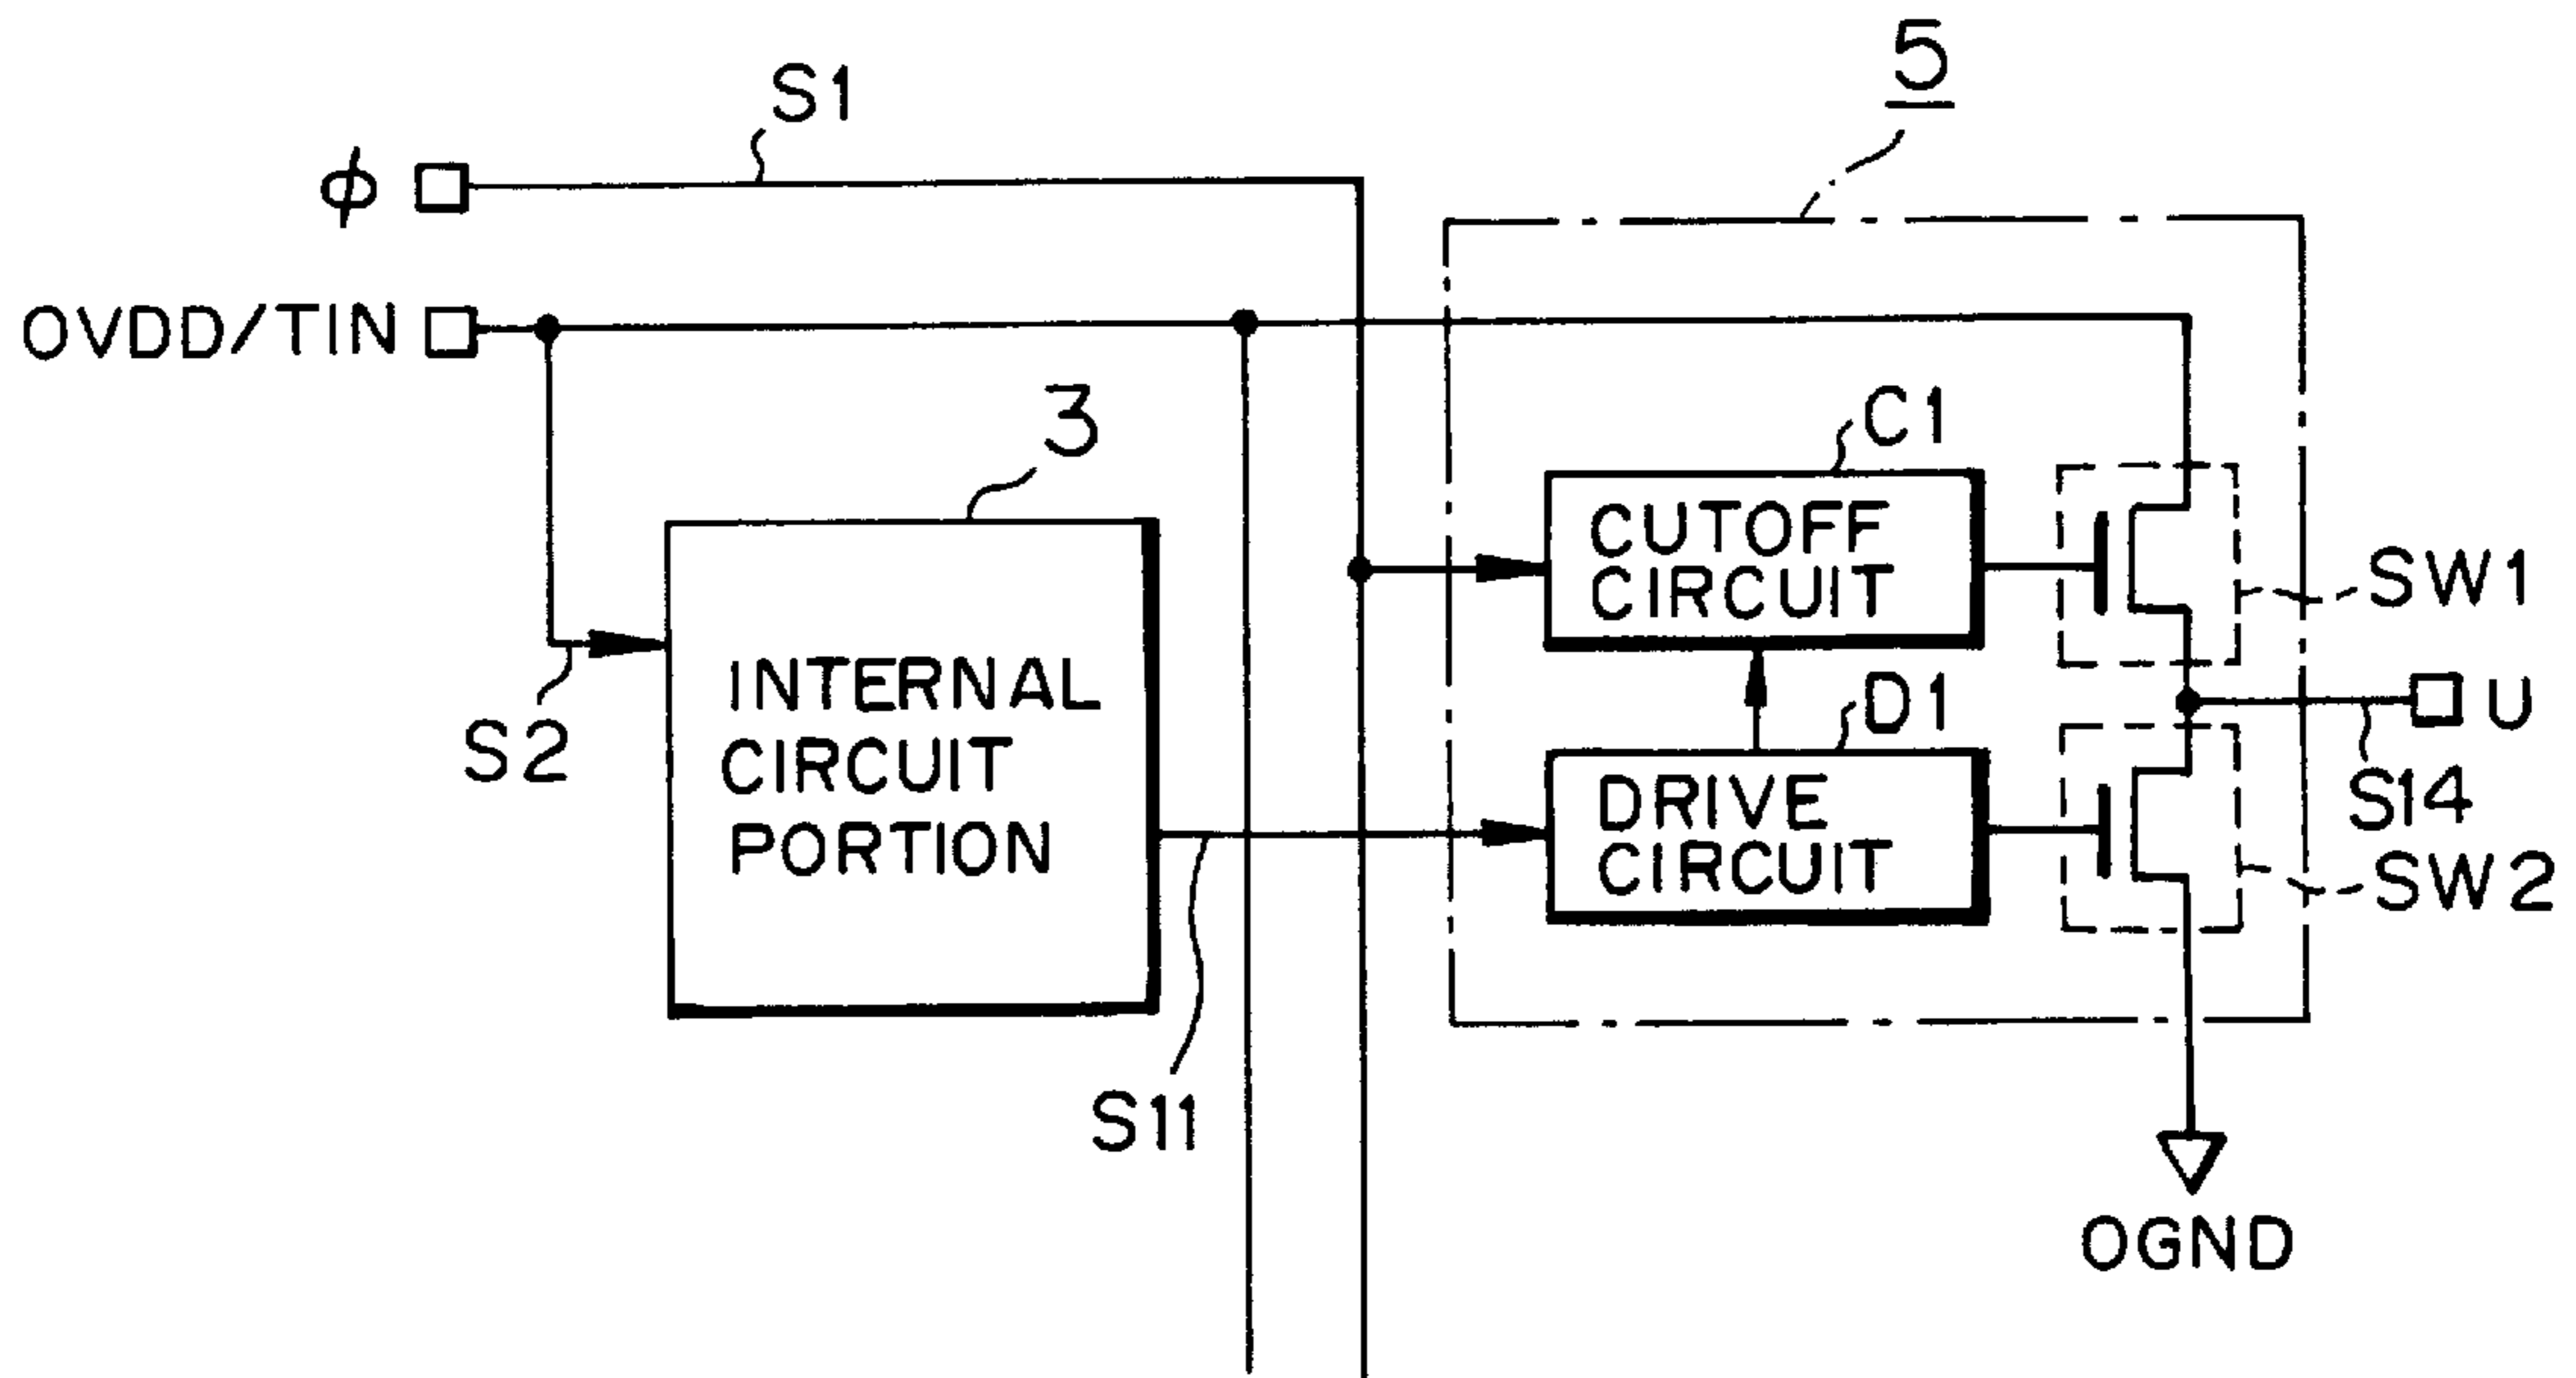 5
S1
ϕ
OVDD/TIN
3
C1
CUTOFF
CIRCUIT
SW1
INTERNAL
CIRCUIT
PORTION
S2
D1
U
DRIVE
CIRCUIT
S14
SW2
S11
OGND